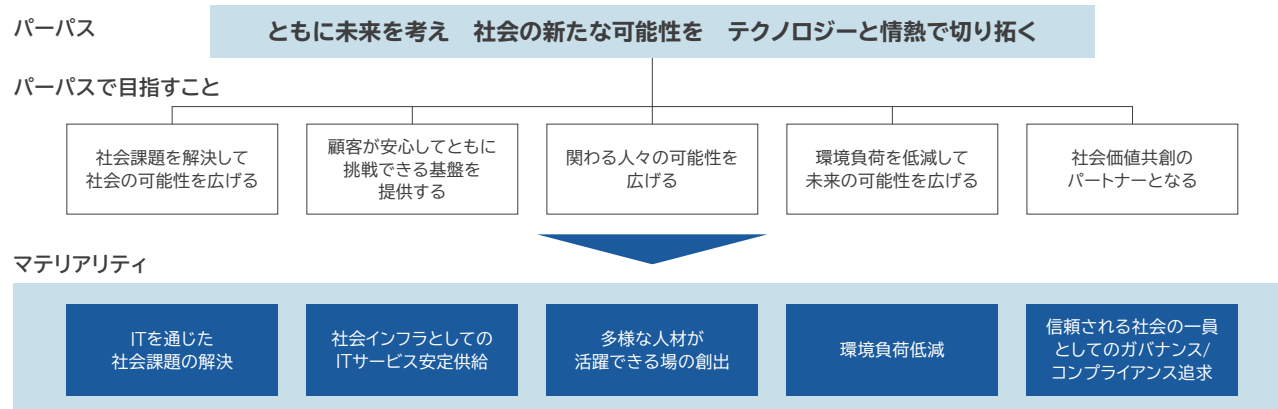 パーパス
ともに未来を考え　社会の新たな可能性を　テクノロジーと情熱で切り拓く
パーパスで目指すこと
社会課題を解決して
社会の可能性を広げる
顧客が安心してともに
挑戦できる基盤を
提供する
関わる人々の可能性を
広げる
環境負荷を低減して
未来の可能性を広げる
社会価値共創の
パートナーとなる
マテリアリティ
ITを通じた
社会課題の解決
社会インフラとしての
ITサービス安定供給
多様な人材が
活躍できる場の創出
環境負荷低減
信頼される社会の一員
としてのガバナンス/
コンプライアンス追求